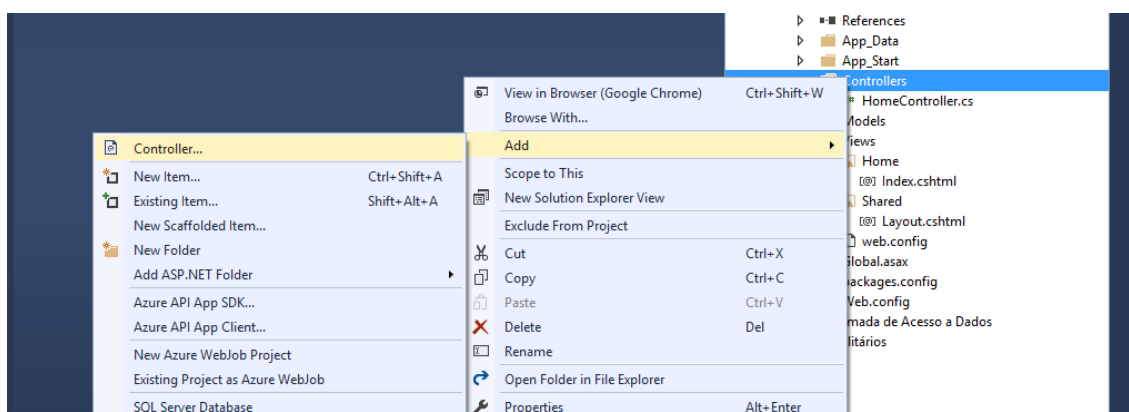 References
App_Data
App_Start
Controllers
HomeController.cs
Models
Views
Home
Index.cshtml
Shared
Layout.cshtml
web.config
Global.asax
packages.config
Web.config
View in Browser (Google Chrome) Ctrl+Shift+W
Browse With...
Add
Scope to This
New Solution Explorer View
Exclude From Project
Cut Ctrl+X
Copy Ctrl+C
Paste Ctrl+V
Delete Del
Rename
Open Folder in File Explorer
Properties Alt+Enter
Controller...
New Item... Ctrl+Shift+A
Existing Item... Shift+Alt+A
New Scaffolded Item...
New Folder
Add ASP.NET Folder
Azure API App SDK...
Azure API App Client...
New Azure WebJob Project
Existing Project as Azure WebJob
SQL Server Database
de Acesso a Dados